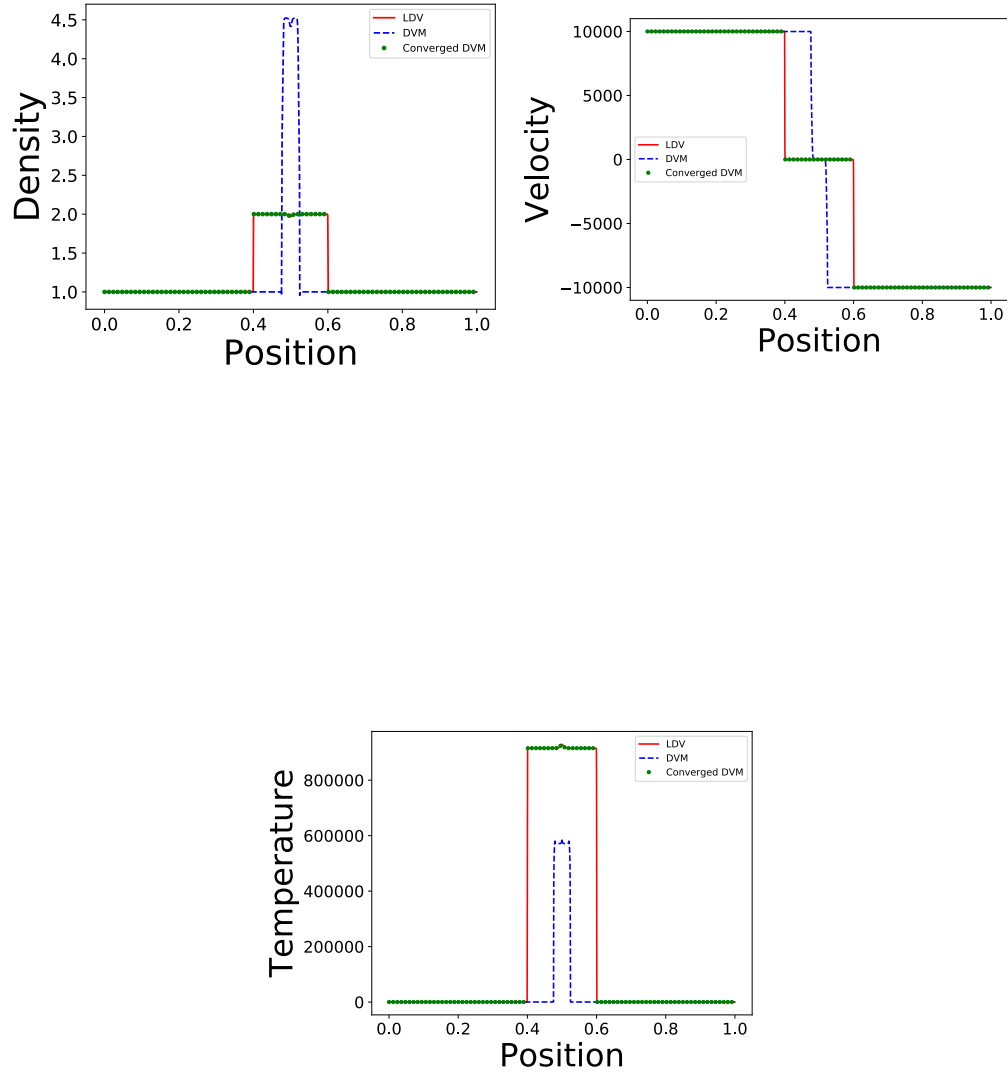 Density
4.5
4.0
3.5
3.0
2.5
2.0
1.5
1.0
0.0 0.2 0.4 0.6 0.8 1.0
Position
LDV
DVM
Converged DVM
Velocity
10000
5000
0
−5000
−10000
0.0 0.2 0.4 0.6 0.8 1.0
Position
LDV
DVM
Converged DVM
Temperature
800000
600000
400000
200000
0
0.0 0.2 0.4 0.6 0.8 1.0
Position
LDV
DVM
Converged DVM